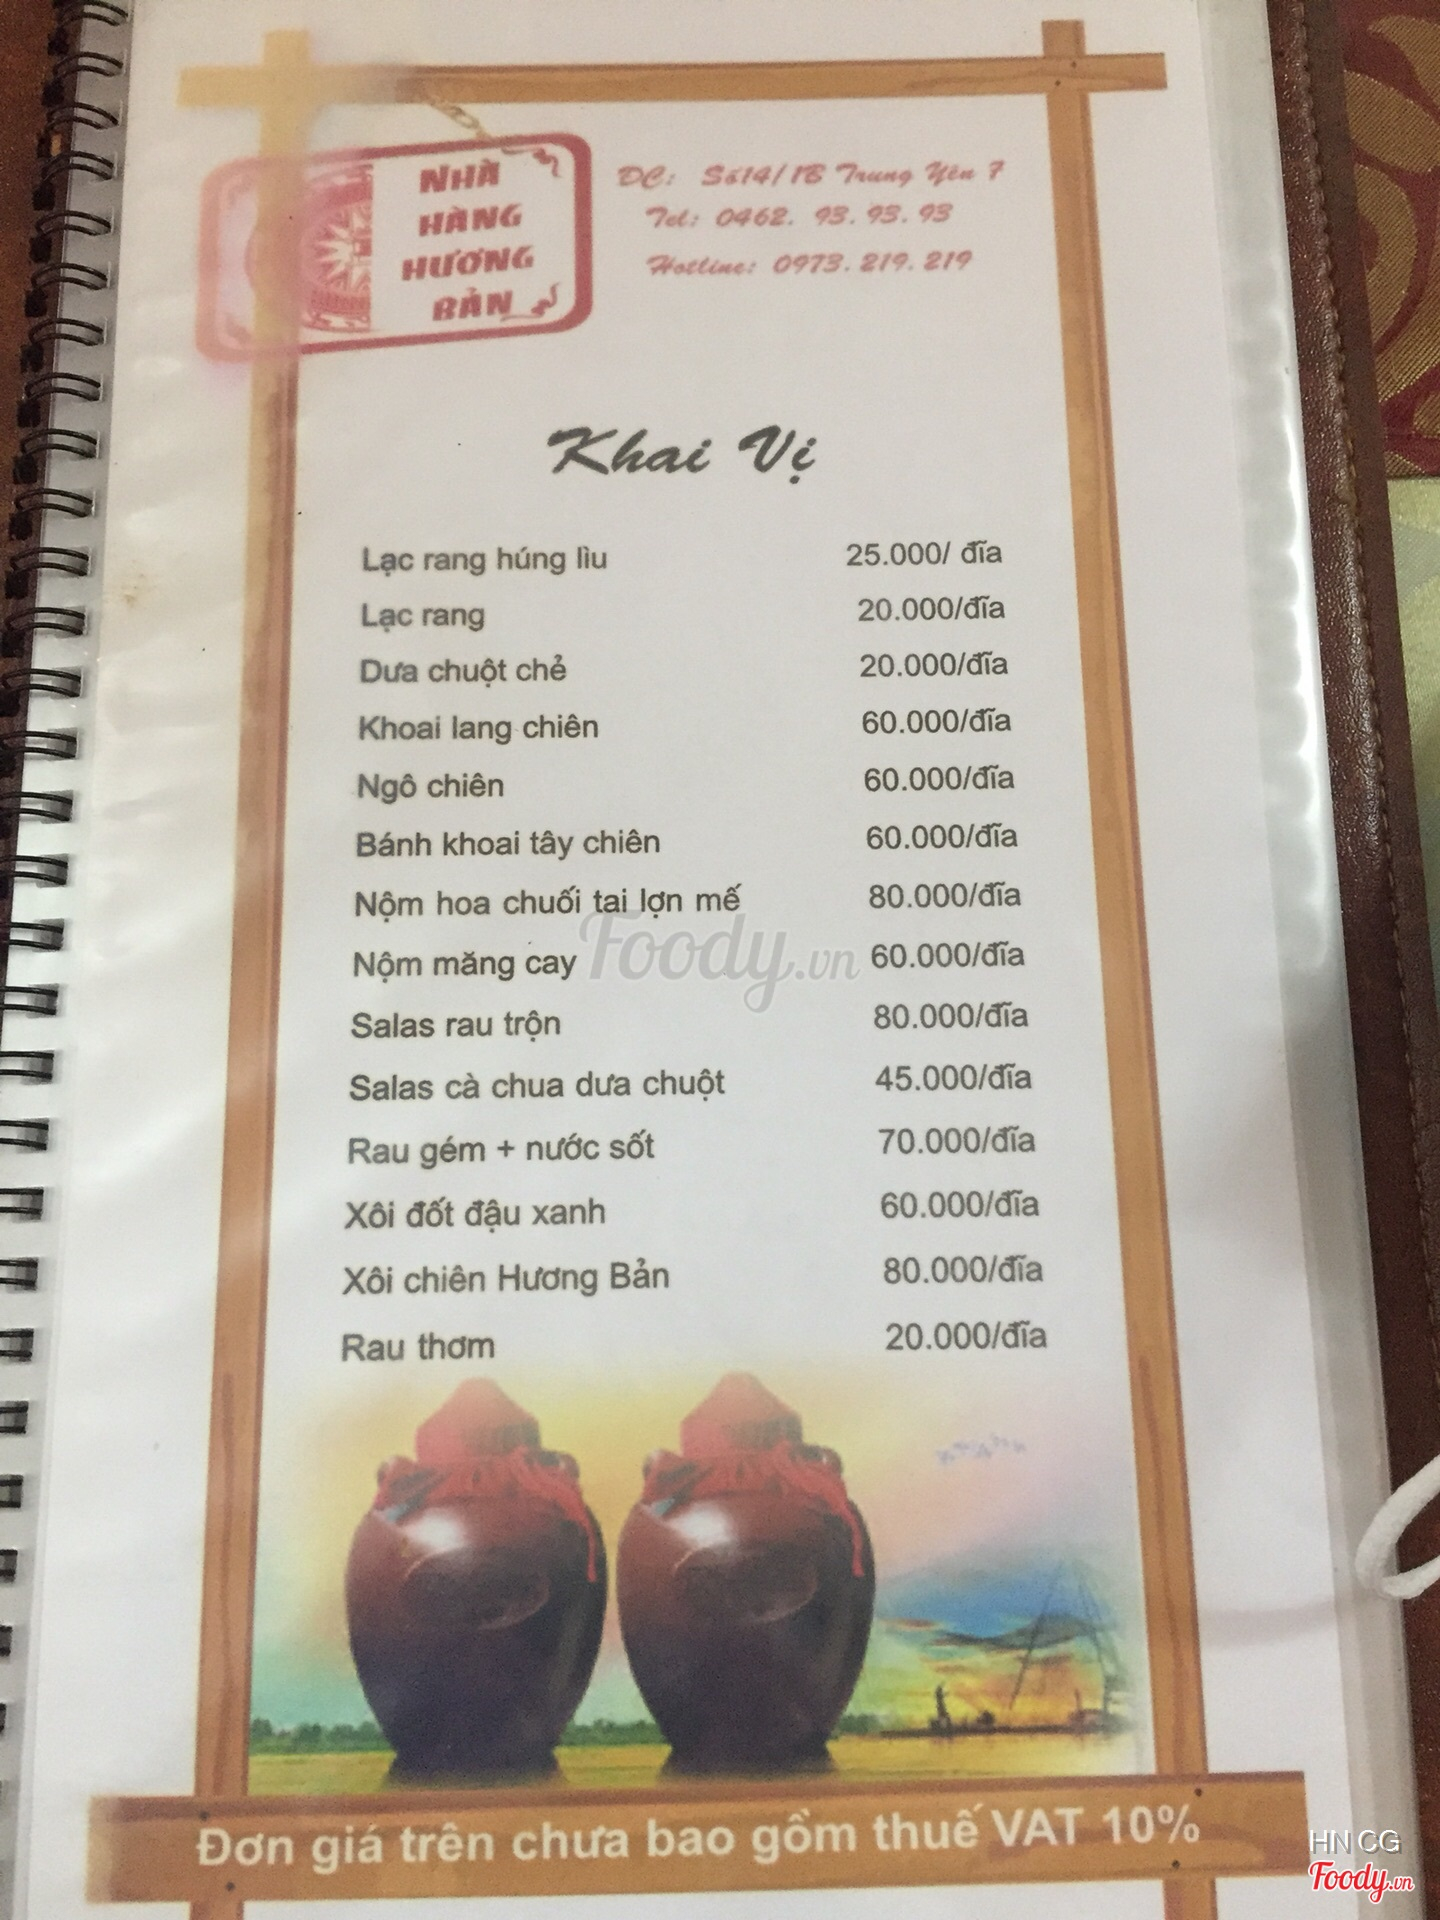 NHÀ
HÀNG
HƯƠNG
BẢN
ĐC: Số14/1B Trung Yên 7
Tel: 0462. 93. 93. 93
Hotline: 0973. 219. 219
Khai Vị
Lạc rang húng lìu 25.000/ đĩa
Lạc rang 20.000/đĩa
Dưa chuột chẻ 20.000/đĩa
Khoai lang chiên 60.000/đĩa
Ngô chiên 60.000/đĩa
Bánh khoai tây chiên 60.000/đĩa
Nộm hoa chuối tai lợn mế 80.000/đĩa
Nộm măng cay 60.000/đĩa
Foody.vn
Salas rau trộn 80.000/đĩa
Salas cà chua dưa chuột 45.000/đĩa
Rau gém + nước sốt 70.000/đĩa
Xôi đốt đậu xanh 60.000/đĩa
Xôi chiên Hương Bản 80.000/đĩa
Rau thơm 20.000/đĩa
Đơn giá trên chưa bao gồm thuế VAT 10%
HN CG
Foody.vn